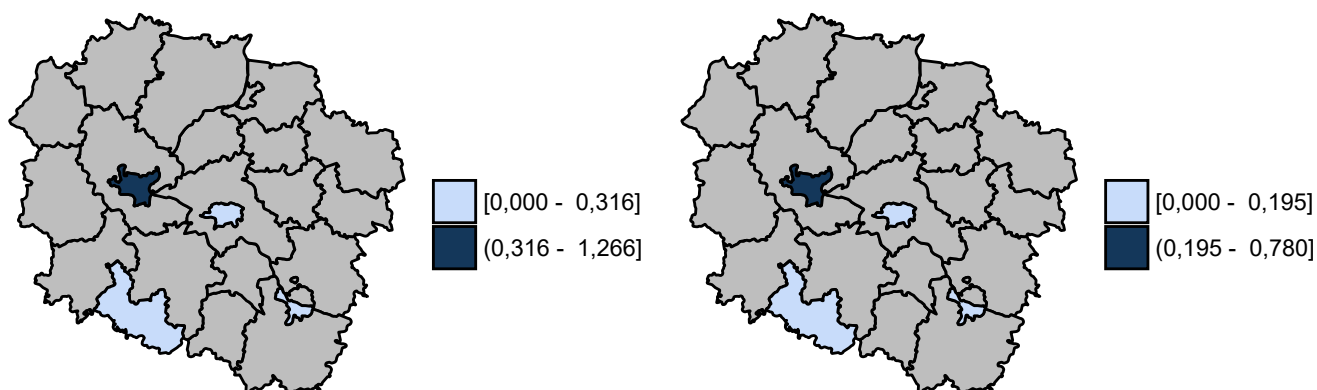 [0,000 - 0,316]
(0,316 - 1,266]
[0,000 - 0,195]
(0,195 - 0,780]